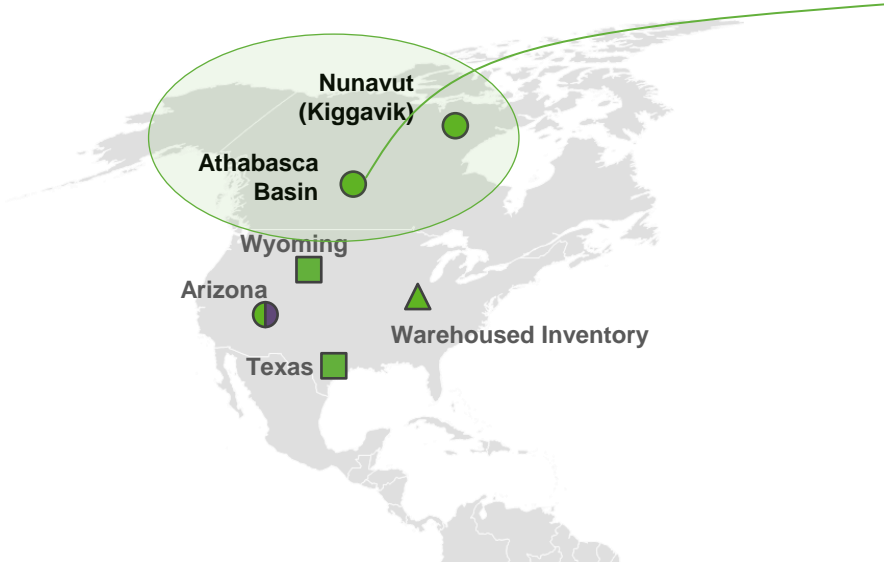 Nunavut
(Kiggavik)
Athabasca
Basin
Wyoming
Arizona
Warehoused Inventory
Texas